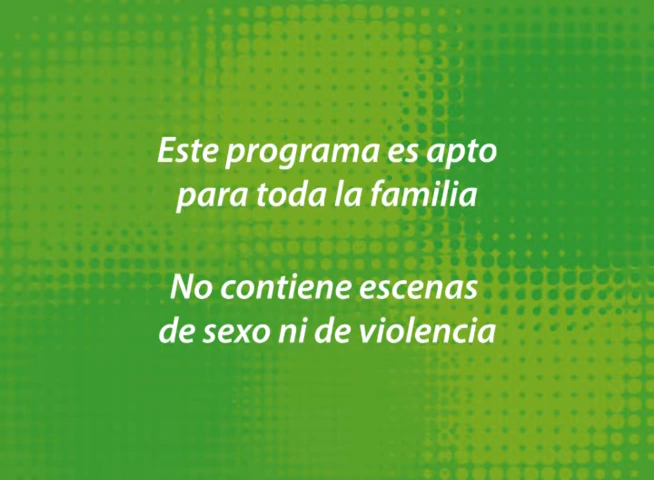 Este programa es apto
para toda la familia
No contiene escenas
de sexo ni de violencia